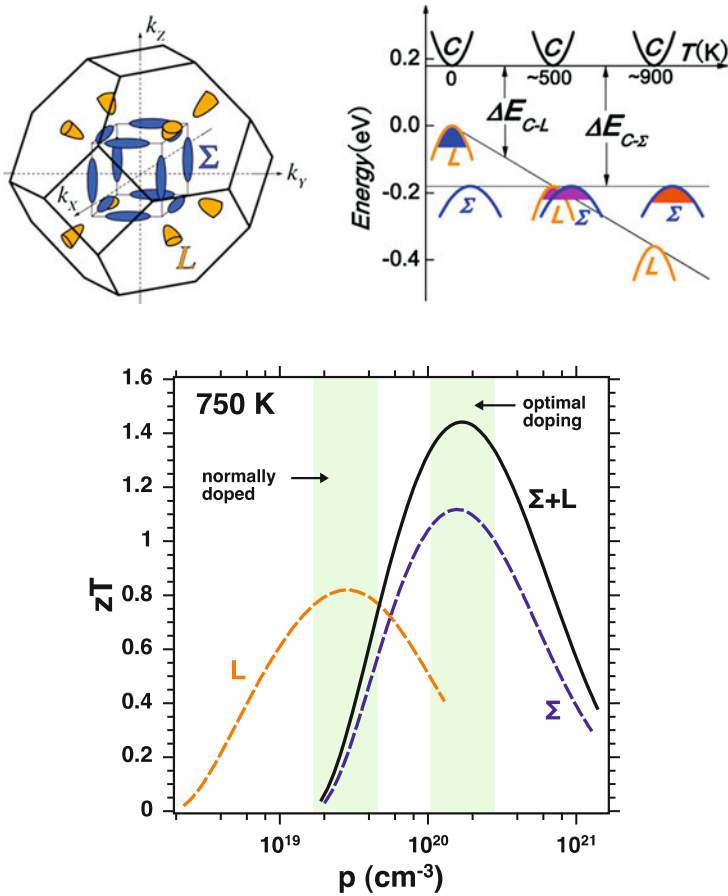 k_Z
k_Y
k_X
Σ
L
C C C T(K)
0.2
0 ~500 ~900
ΔE_{C-L} ΔE_{C-Σ}
0.0
L
-0.2
Σ L Σ Σ
-0.4
L
Energy(eV)
1.6
750 K
optimal
doping
1.4
normally
doped
1.2
Σ+L
1
zT
0.8
0.6
L
0.4
Σ
0.2
0
10^{19} 10^{20} 10^{21}
p (cm^{-3})